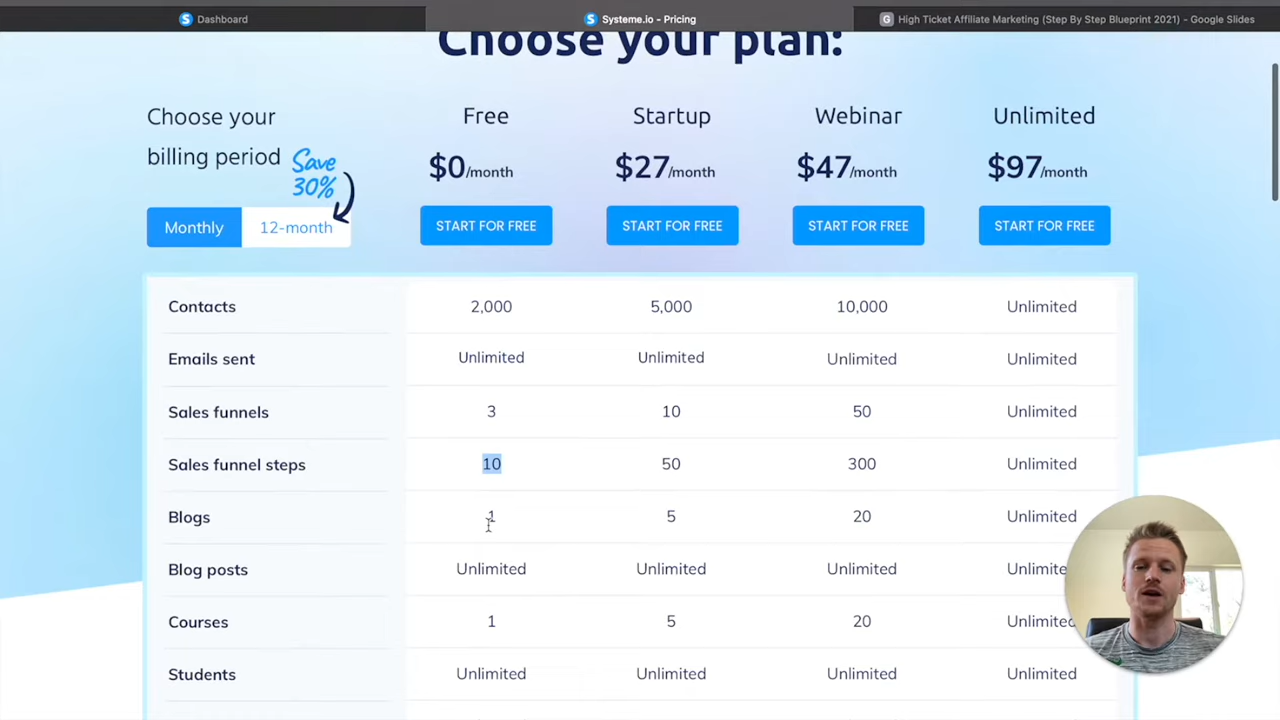 Dashboard
Systeme.io - Pricing
High Ticket Affiliate Marketing (Step By Step Blueprint 2021) - Google Slides
Choose your plan:
Choose your
billing period
Save
30%
Monthly
12-month
Free
Startup
Webinar
Unlimited
$0/month
$27/month
$47/month
$97/month
START FOR FREE
START FOR FREE
START FOR FREE
START FOR FREE
Contacts 2,000 5,000 10,000 Unlimited
Emails sent Unlimited Unlimited Unlimited Unlimited
Sales funnels 3 10 50 Unlimited
Sales funnel steps 10 50 300 Unlimited
Blogs 1 5 20 Unlimited
Blog posts Unlimited Unlimited Unlimited Unlimite
Courses 1 5 20 Unlimite
Students Unlimited Unlimited Unlimited Unlimited